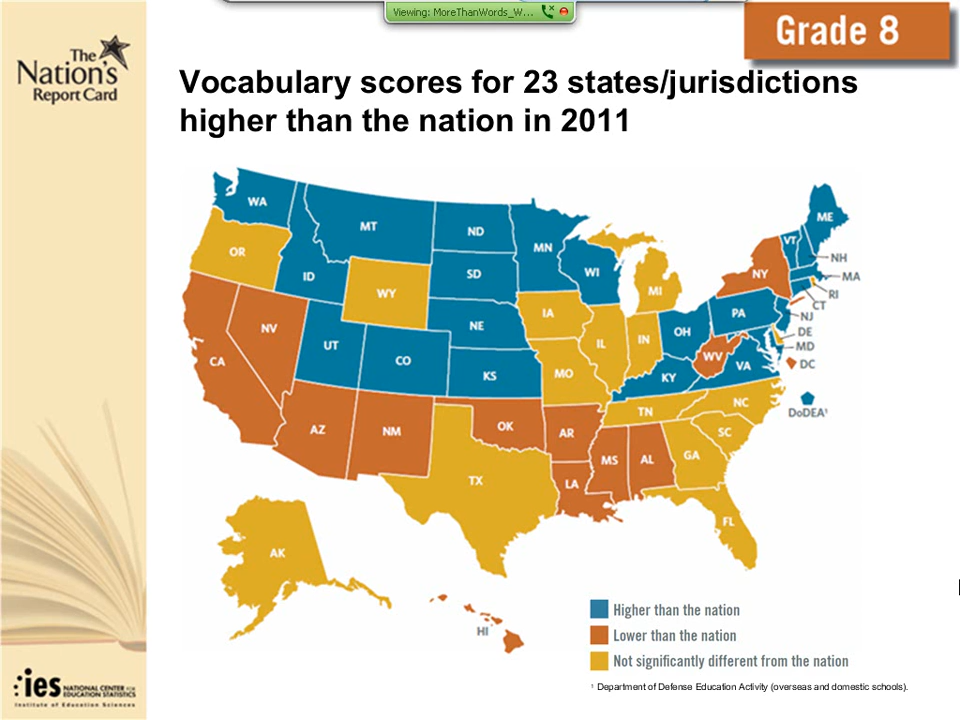 Viewing: MoreThanWords_W...
Grade 8
The
Nation's
Report Card
Vocabulary scores for 23 states/jurisdictions
higher than the nation in 2011
WA
MT
ND
MN
ME
VT
NH
OR
ID
SD
WI
NY
MA
WY
MI
RI
CT
NE
IA
PA
NJ
NV
UT
CO
IL
IN
OH
DE
MD
CA
KS
MO
WV
VA
DC
KY
NC
DoDEA¹
AZ
NM
OK
AR
TN
SC
MS
AL
GA
TX
LA
FL
AK
HI
Higher than the nation
Lower than the nation
Not significantly different from the nation
¹ Department of Defense Education Activity (overseas and domestic schools).
ies NATIONAL CENTER FOR
EDUCATION STATISTICS
Institute of Education Sciences